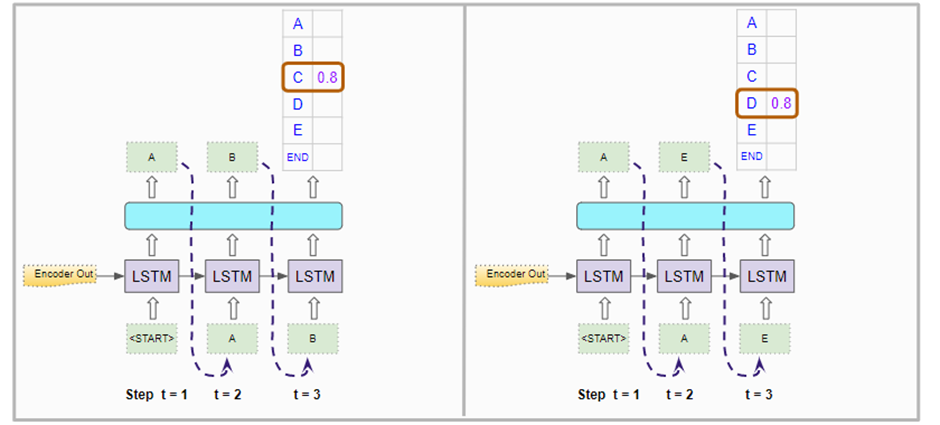 A
B
C 0.8
D
E
END
A B
Encoder Out LSTM LSTM LSTM
<START> A B
Step t = 1 t = 2 t = 3
A
B
C
D 0.8
E
END
A E
Encoder Out LSTM LSTM LSTM
<START> A E
Step t = 1 t = 2 t = 3